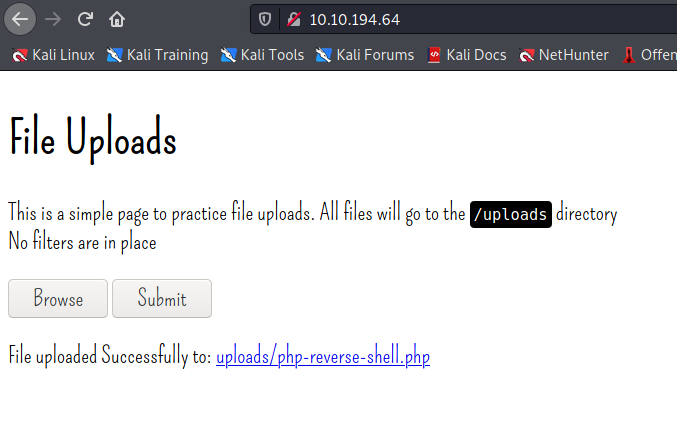 10.10.194.64
Kali Linux Kali Training Kali Tools Kali Forums Kali Docs NetHunter Offen
File Uploads
This is a simple page to practice file uploads. All files will go to the /uploads directory
No filters are in place
Browse Submit
File uploaded Successfully to: uploads/php-reverse-shell.php